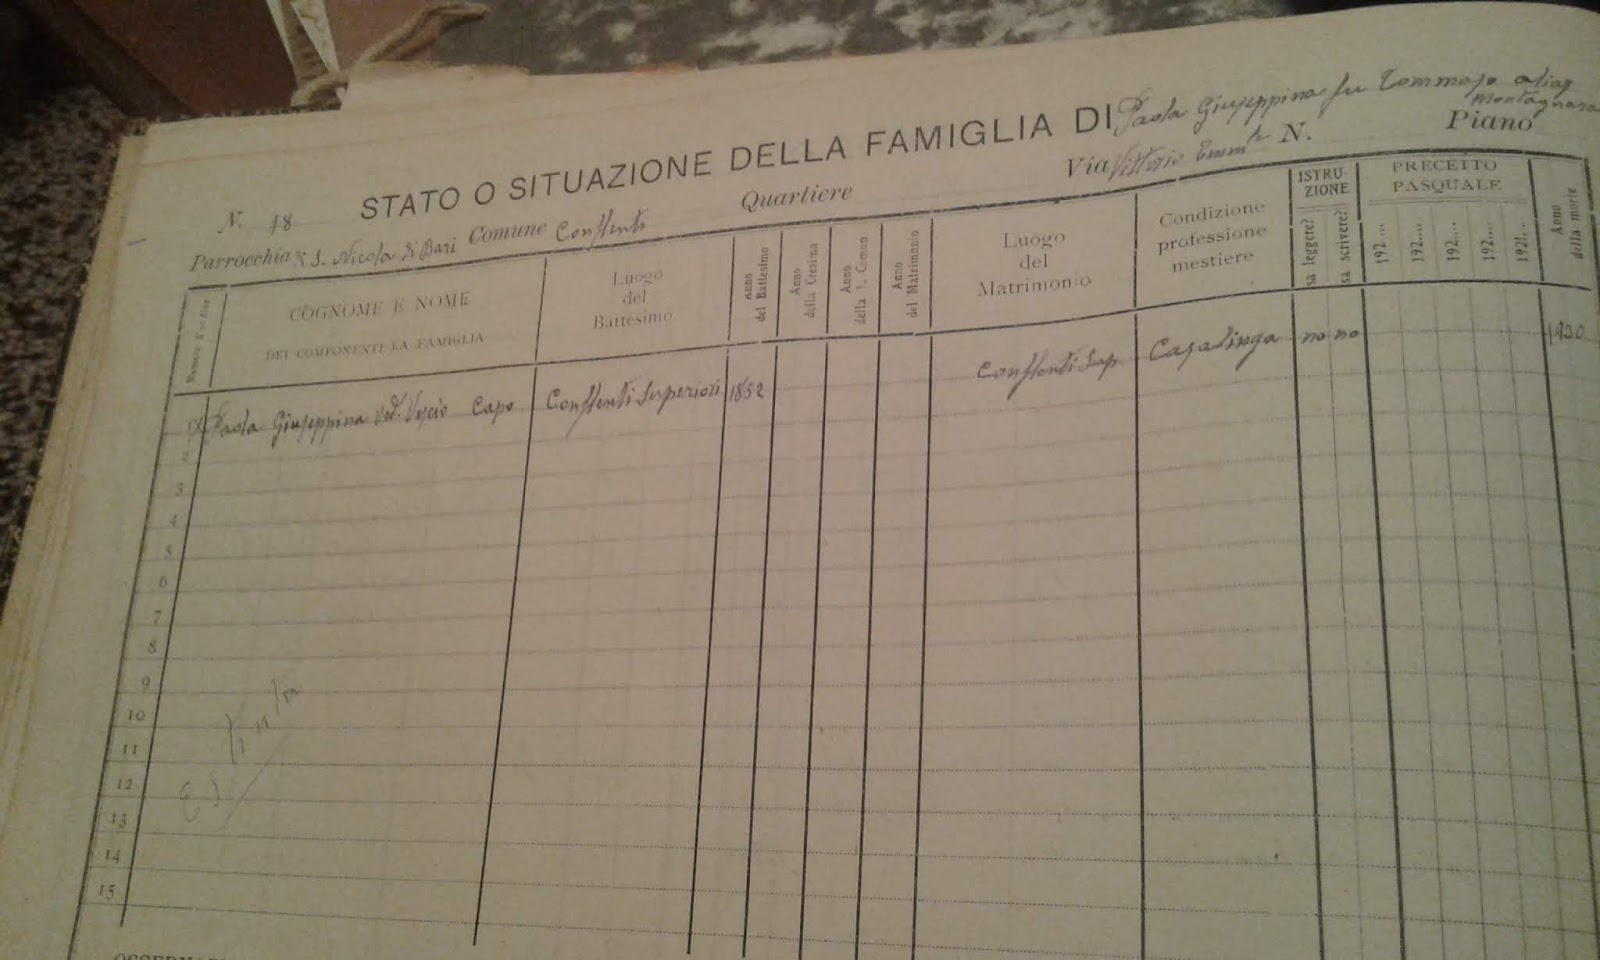 STATO O SITUAZIONE DELLA FAMIGLIA DI Paola Giuseppina fu Tommaso alias
Montagnara
N. 18 Quartiere Via Vittorio Emm.le N. Piano
Parrocchia S. Nicola di Bari Comune Conflenti
Numero d'ordine
COGNOME E NOME
DEI COMPONENTI LA FAMIGLIA
Luogo
del
Battesimo
Anno
del Battesimo
Anno
della Cresima
Anno
della 1. Comun.
Anno
del Matrimonio
Luogo
del
Matrimonio
Condizione
professione
mestiere
ISTRU-
ZIONE
sa leggere?
sa scrivere?
PRECETTO
PASQUALE
192....
192....
192....
192....
192....
Anno
della morte
1 Paola Giuseppina Ved. Vescio Capo Conflenti Superiori 1852 Conflenti Sup. Casalinga no no 1930
2
3
4
5
6
7
8
9
10
11
12
13
14
15